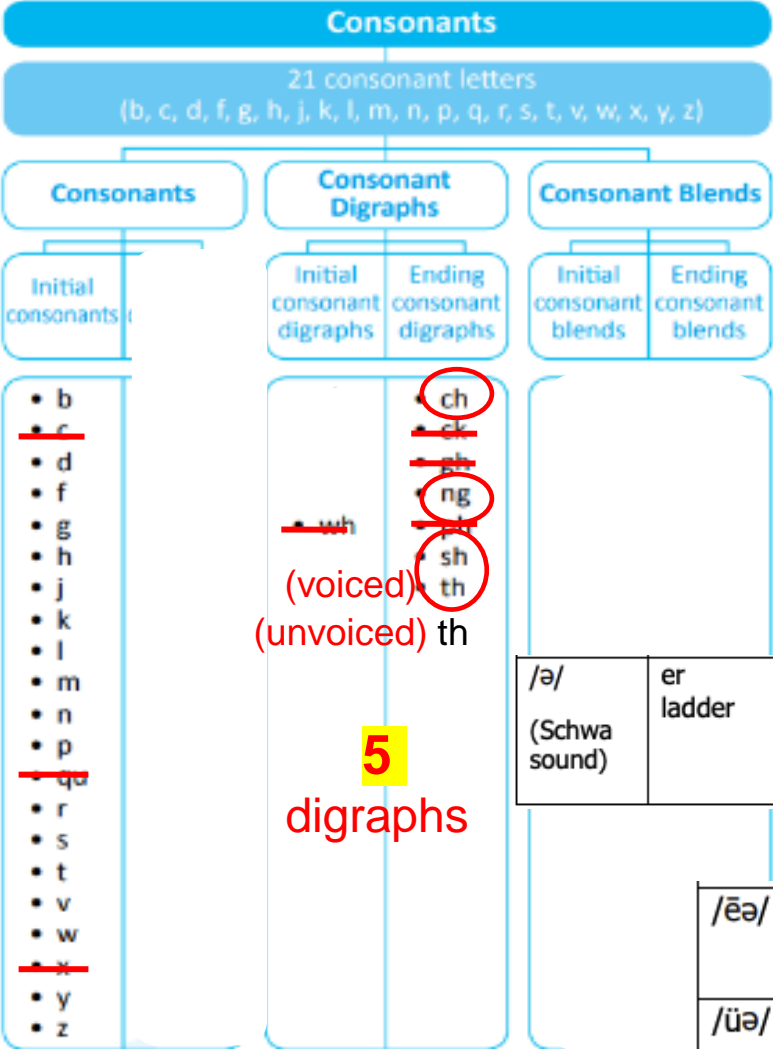 Consonants
21 consonant letters
(b, c, d, f, g, h, j, k, l, m, n, p, q, r, s, t, v, w, x, y, z)
Consonants
Consonant
Digraphs
Consonant Blends
Initial
consonants
Initial
consonant
digraphs
Ending
consonant
digraphs
Initial
consonant
blends
Ending
consonant
blends
• b
• c
• d
• f
• g
• h
• j
• k
• l
• m
• n
• p
• qu
• r
• s
• t
• v
• w
• x
• y
• z
• wh
• ch
• ck
• gh
• ng
• ph
• sh
(voiced) • th
(unvoiced) th
5
digraphs
/ə/
(Schwa
sound)
er
ladder
/ēə/
/üə/